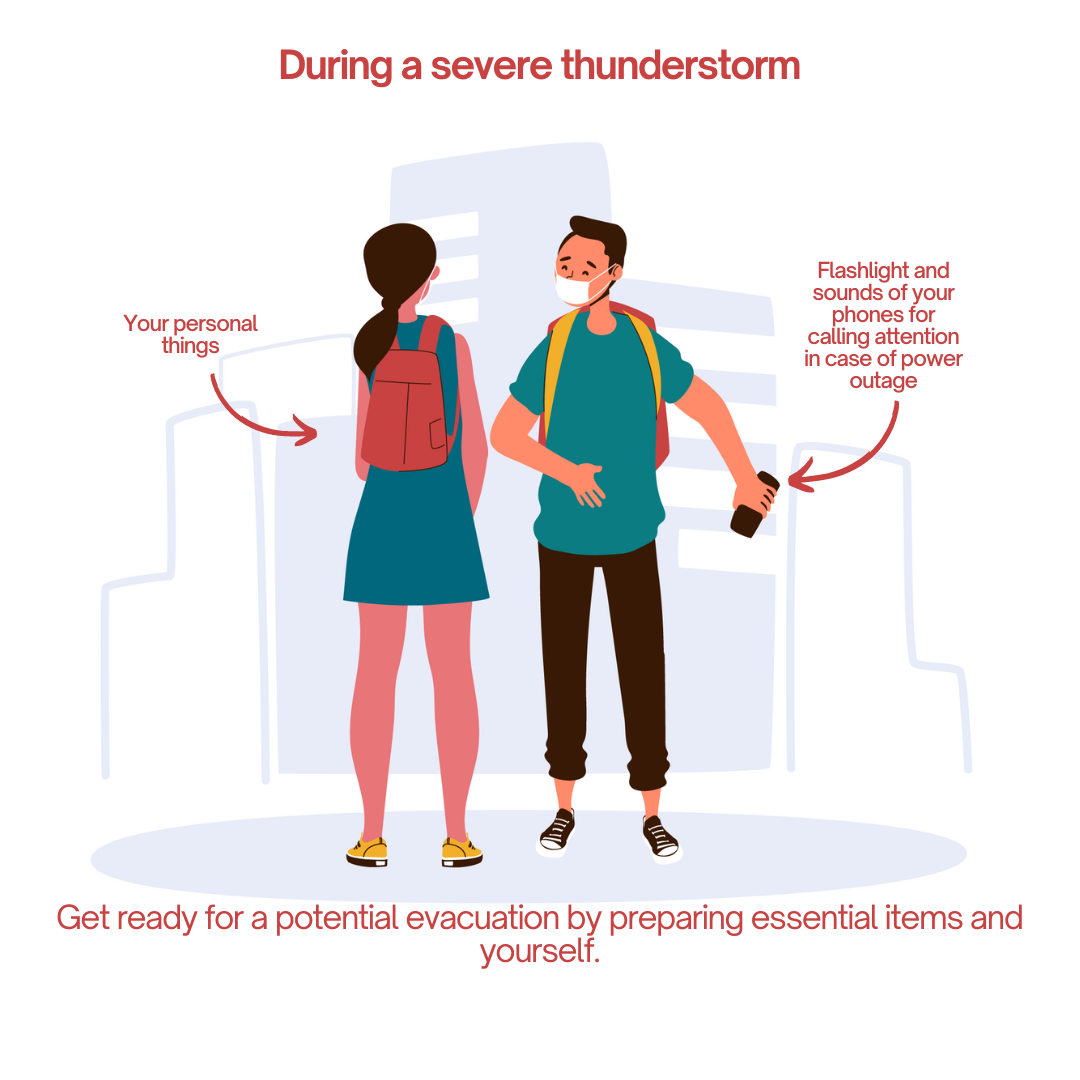 During a severe thunderstorm
Your personal
things
Flashlight and
sounds of your
phones for
calling attention
in case of power
outage
Get ready for a potential evacuation by preparing essential items and
yourself.